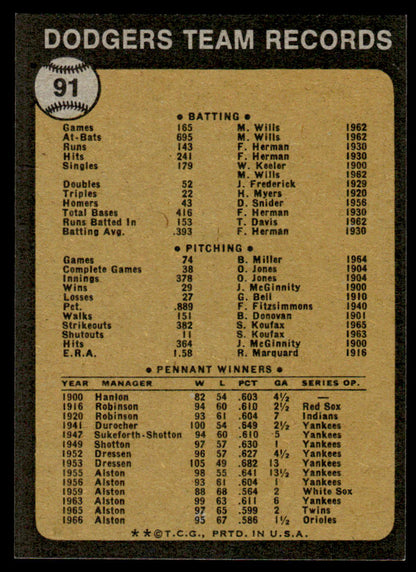 DODGERS TEAM RECORDS
91
● BATTING ●
Games 165 M. Wills 1962
At-Bats 695 M. Wills 1962
Runs 143 F. Herman 1930
Hits 241 F. Herman 1930
Singles 179 W. Keeler 1900
M. Wills 1962
Doubles 52 J. Frederick 1929
Triples 22 H. Myers 1920
Homers 43 D. Snider 1956
Total Bases 416 F. Herman 1930
Runs Batted In 153 T. Davis 1962
Batting Avg. .393 F. Herman 1930
● PITCHING ●
Games 74 B. Miller 1964
Complete Games 38 O. Jones 1904
Innings 378 O. Jones 1904
Wins 29 J. McGinnity 1900
Losses 27 G. Bell 1910
Pct. .889 F. Fitzsimmons 1940
Walks 151 B. Donovan 1901
Strikeouts 382 S. Koufax 1965
Shutouts 11 S. Koufax 1963
Hits 364 J. McGinnity 1900
E.R.A. 1.58 R. Marquard 1916
● PENNANT WINNERS ●
YEAR MANAGER W L PCT GA SERIES OP.
1900 Hanlon 82 54 .603 4½ —
1916 Robinson 94 60 .610 2½ Red Sox
1920 Robinson 93 61 .604 7 Indians
1941 Durocher 100 54 .649 2½ Yankees
1947 Sukeforth-Shotton 94 60 .610 5 Yankees
1949 Shotton 97 57 .630 1 Yankees
1952 Dressen 96 57 .627 4½ Yankees
1953 Dressen 105 49 .682 13 Yankees
1955 Alston 98 55 .641 13½ Yankees
1956 Alston 93 61 .604 1 Yankees
1959 Alston 88 68 .564 2 White Sox
1963 Alston 99 63 .611 6 Yankees
1965 Alston 97 65 .599 2 Twins
1966 Alston 95 67 .586 1½ Orioles
**©T.C.G., PRTD. IN U.S.A.